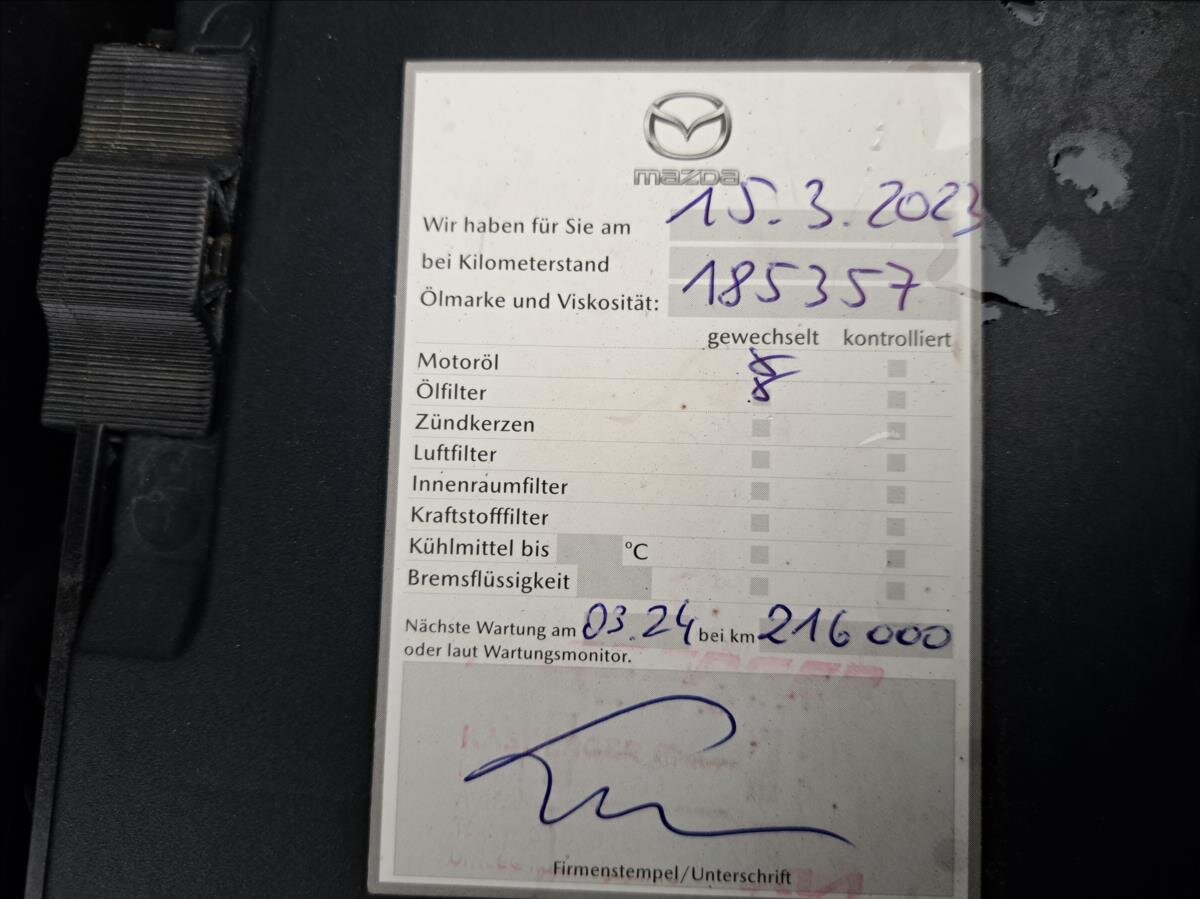 mazda
Wir haben für Sie am 15.3.2023
bei Kilometerstand 185357
Ölmarke und Viskosität:
gewechselt kontrolliert
Motoröl
Ölfilter
Zündkerzen
Luftfilter
Innenraumfilter
Kraftstofffilter
Kühlmittel bis °C
Bremsflüssigkeit
Nächste Wartung am 03.24 bei km 216 000
oder laut Wartungsmonitor.
Firmenstempel/Unterschrift